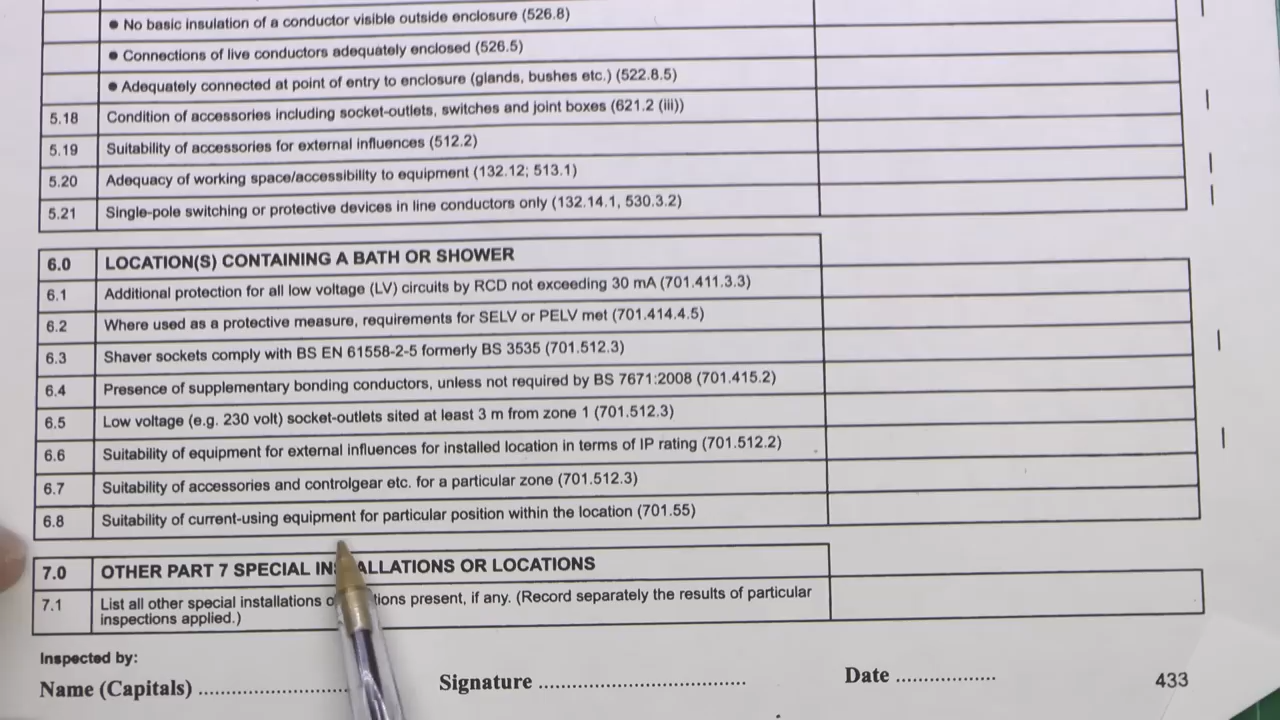 ● No basic insulation of a conductor visible outside enclosure (526.8)
● Connections of live conductors adequately enclosed (526.5)
● Adequately connected at point of entry to enclosure (glands, bushes etc.) (522.8.5)
5.18 Condition of accessories including socket-outlets, switches and joint boxes (621.2 (iii))
5.19 Suitability of accessories for external influences (512.2)
5.20 Adequacy of working space/accessibility to equipment (132.12; 513.1)
5.21 Single-pole switching or protective devices in line conductors only (132.14.1, 530.3.2)
6.0 LOCATION(S) CONTAINING A BATH OR SHOWER
6.1 Additional protection for all low voltage (LV) circuits by RCD not exceeding 30 mA (701.411.3.3)
6.2 Where used as a protective measure, requirements for SELV or PELV met (701.414.4.5)
6.3 Shaver sockets comply with BS EN 61558-2-5 formerly BS 3535 (701.512.3)
6.4 Presence of supplementary bonding conductors, unless not required by BS 7671:2008 (701.415.2)
6.5 Low voltage (e.g. 230 volt) socket-outlets sited at least 3 m from zone 1 (701.512.3)
6.6 Suitability of equipment for external influences for installed location in terms of IP rating (701.512.2)
6.7 Suitability of accessories and controlgear etc. for a particular zone (701.512.3)
6.8 Suitability of current-using equipment for particular position within the location (701.55)
7.0 OTHER PART 7 SPECIAL INSTALLATIONS OR LOCATIONS
7.1 List all other special installations present, if any. (Record separately the results of particular
inspections applied.)
Inspected by:
Name (Capitals) ........................... Signature ..................................... Date ..................
433